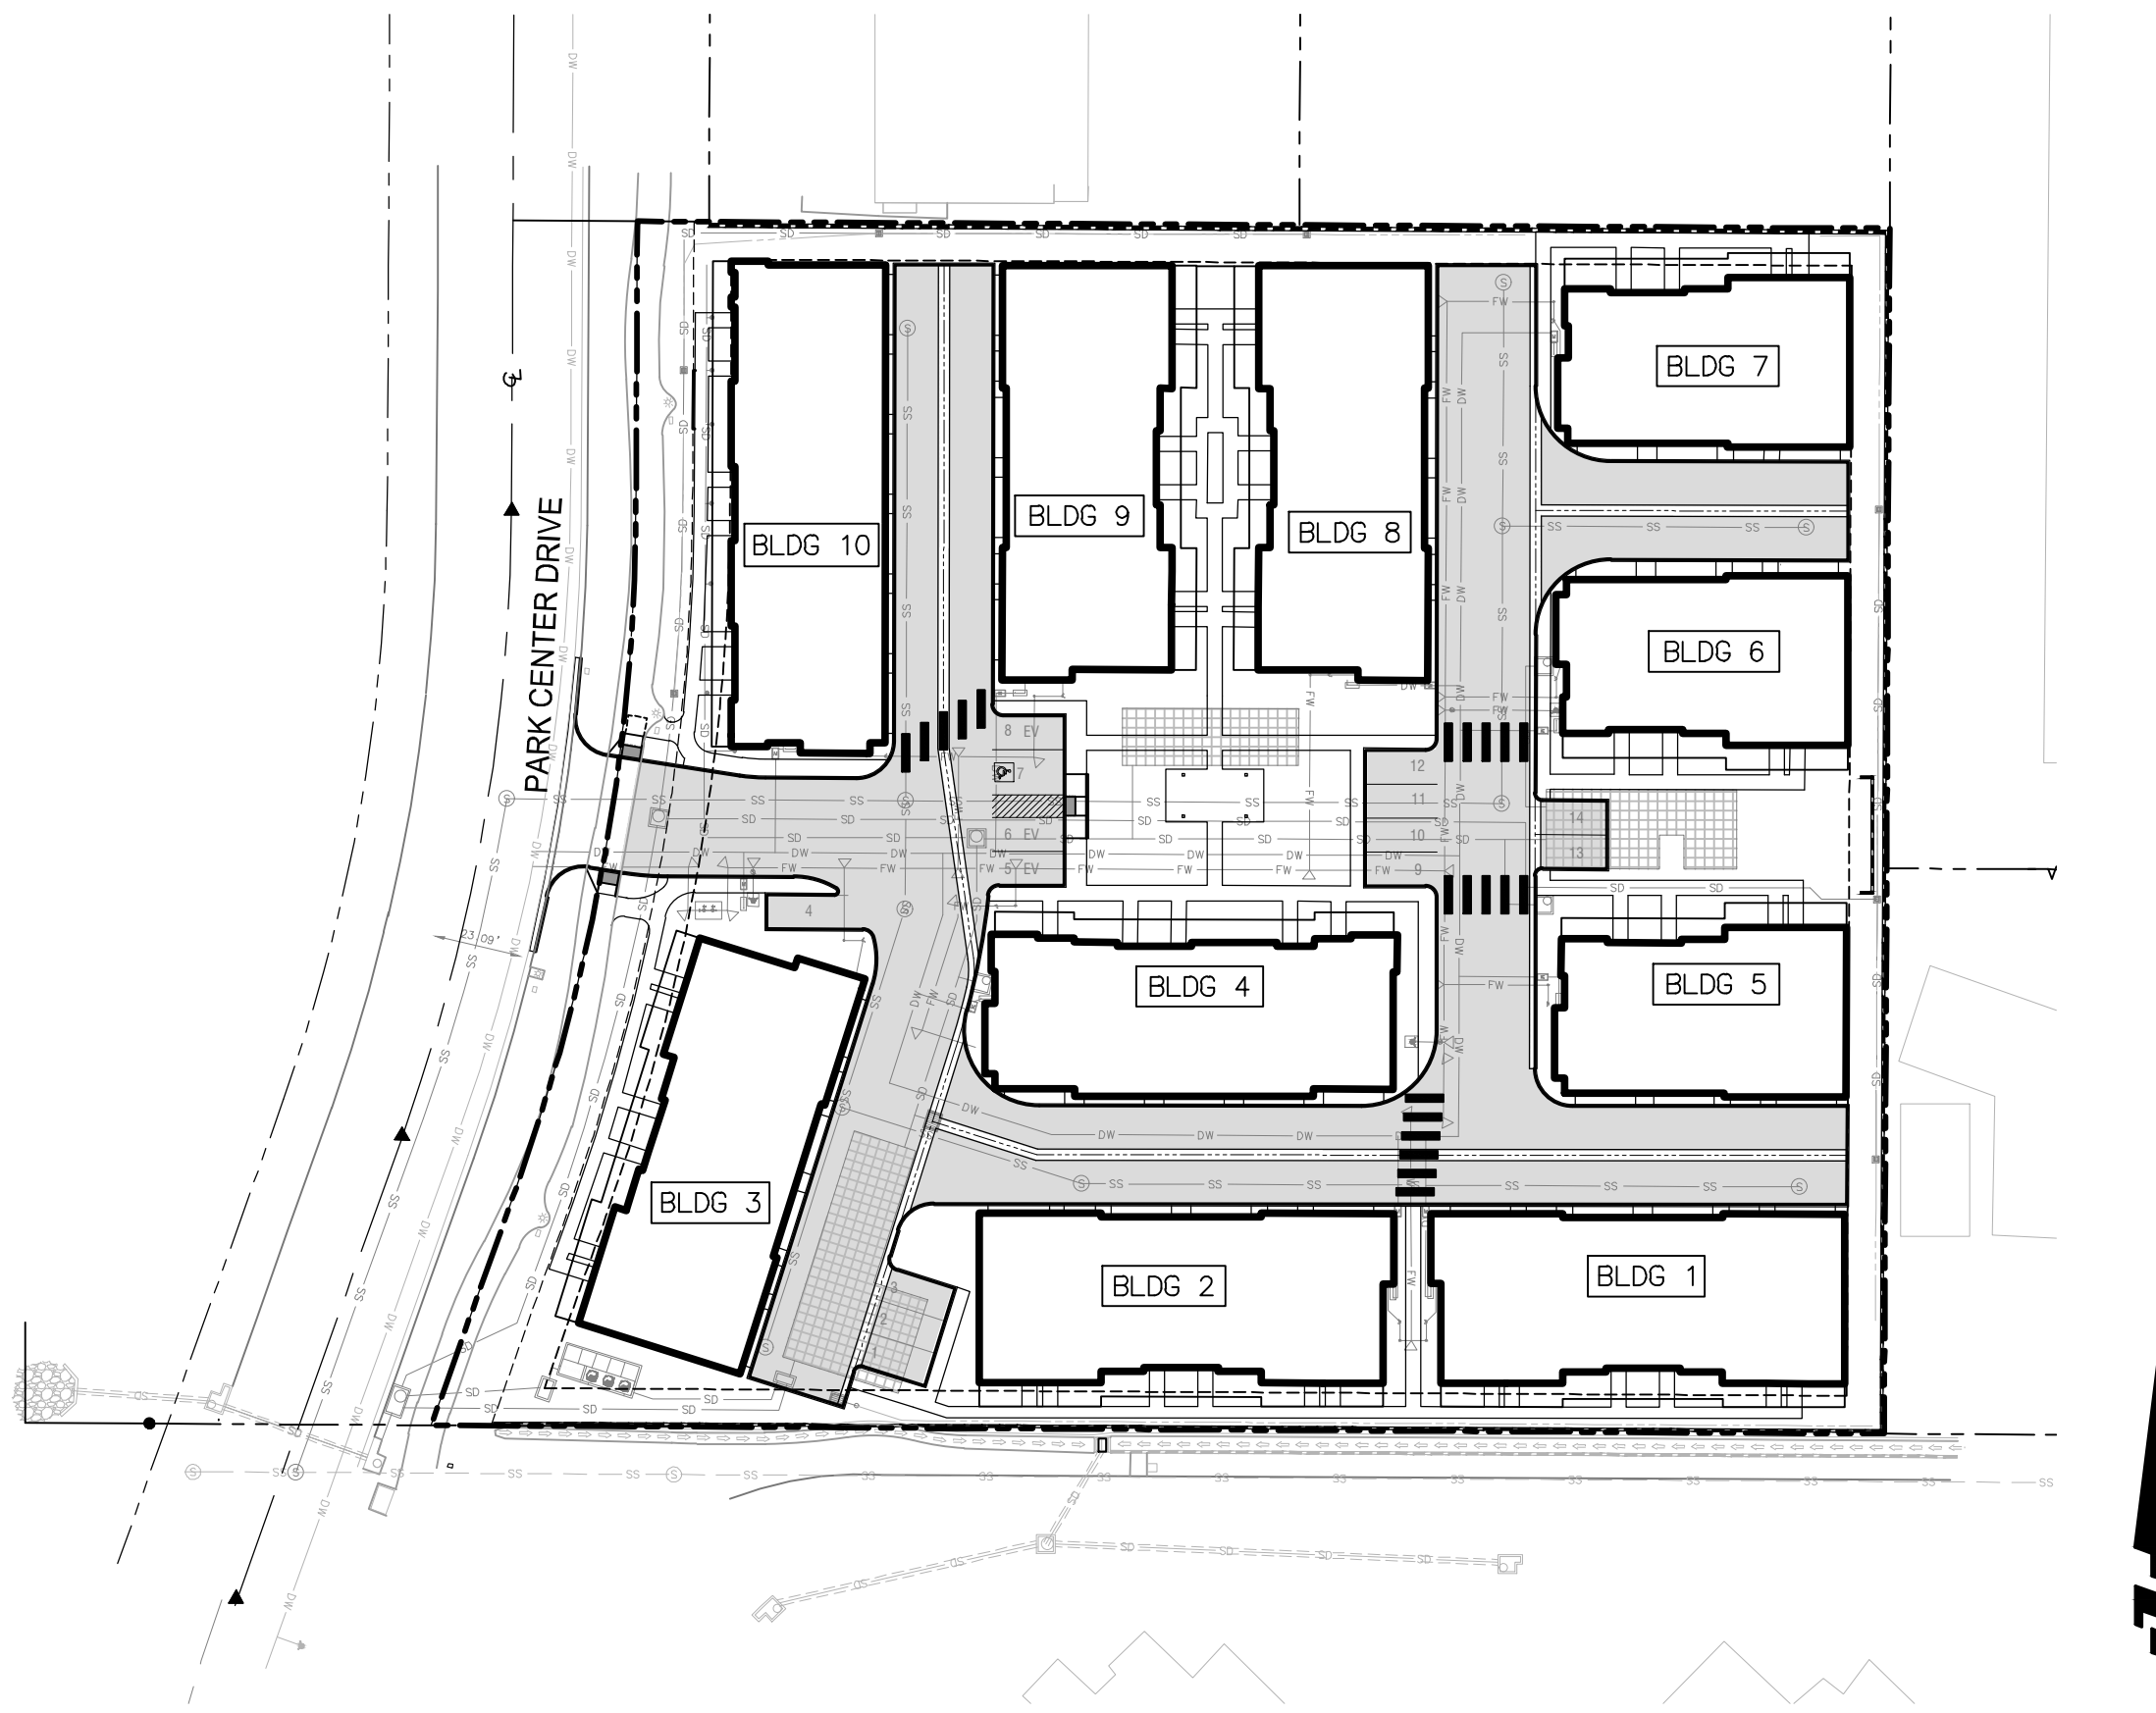 BLDG 7
BLDG 9
BLDG 8
BLDG 10
PARK CENTER DRIVE
BLDG 6
8 EV
7
6 EV
5 EV
12
11
10
9
14
13
4
23.09'
BLDG 4
BLDG 5
BLDG 3
3
2
1
BLDG 2
BLDG 1
SD
SS
DW
FW